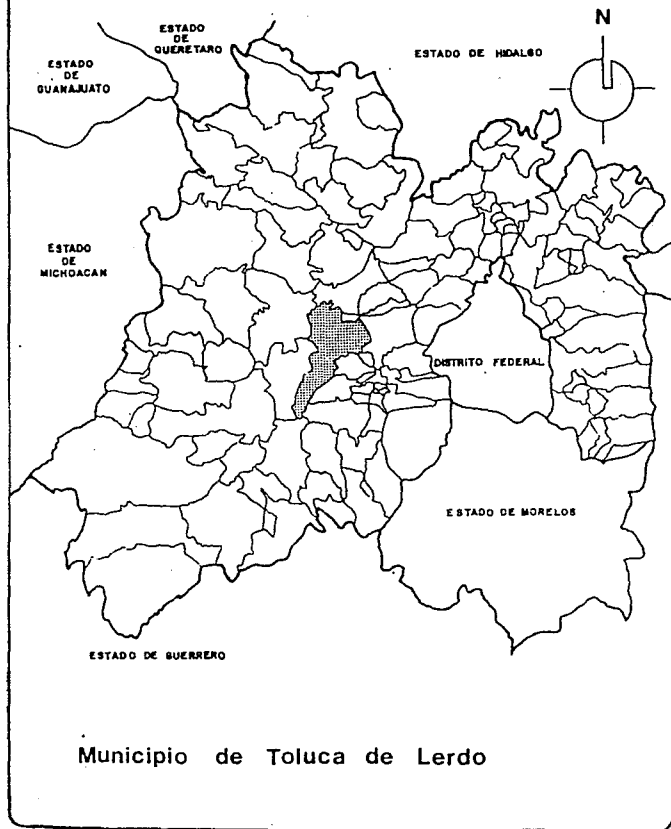 N
ESTADO
DE
QUERETARO
ESTADO DE HIDALGO
ESTADO
DE
GUANAJUATO
ESTADO
DE
MICHOACAN
DISTRITO FEDERAL
ESTADO DE MORELOS
ESTADO DE GUERRERO
Municipio de Toluca de Lerdo